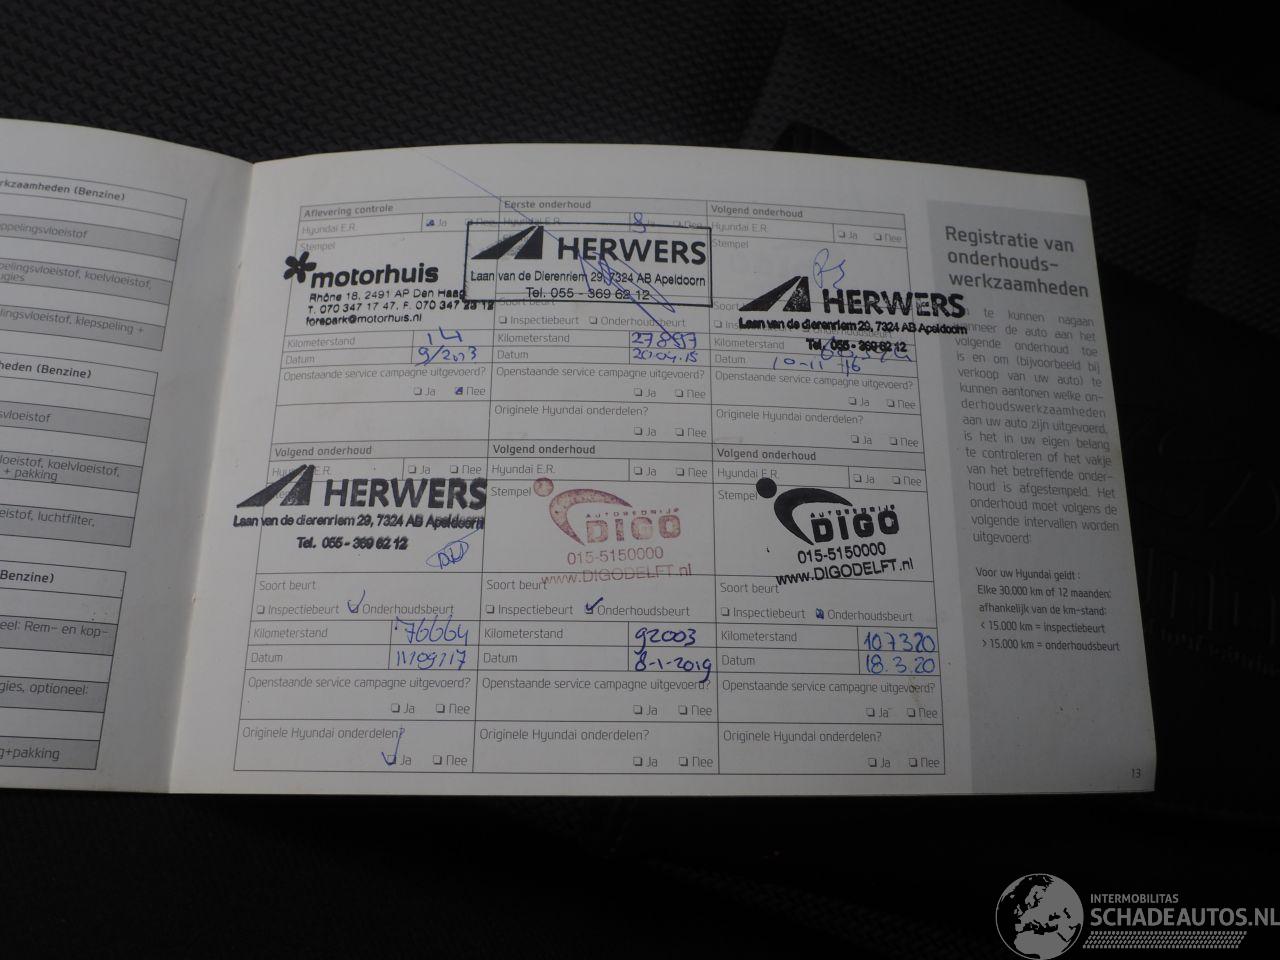 rkzaamheden (Benzine)
ppelingsvloeistof
pelingsvloeistof, koelvloeistof,
ugies
lingsvloeistof, klepspeling +
heden (Benzine)
svloeistof
loeistof, koelvloeistof,
+ pakking
eistof, luchtfilter,
Benzine)
eel: Rem- en kop-
gies, optioneel:
g+pakking
Aflevering controle
Hyundai E.R. Ja Nee
Stempel
motorhuis
Rhône 18, 2491 AP Den Haag
T. 070 347 17 47, F. 070 347 23 12
forepark@motorhuis.nl
Kilometerstand 14
Datum 9/2013
Openstaande service campagne uitgevoerd?
Ja Nee
Eerste onderhoud
Hyundai E.R. Ja Nee
HERWERS
Laan van de Dierenriem 29, 7324 AB Apeldoorn
Tel. 055 - 369 62 12
Soort beurt
Inspectiebeurt Onderhoudsbeurt
Kilometerstand 27897
Datum 20.04.15
Openstaande service campagne uitgevoerd?
Ja Nee
Originele Hyundai onderdelen?
Ja Nee
Volgend onderhoud
Hyundai E.R. Ja Nee
Stempel
HERWERS
Laan van de dierenriem 29, 7324 AB Apeldoorn
Tel. 055 - 369 62 12
Kilometerstand
Datum 10-11-16
Openstaande service campagne uitgevoerd?
Ja Nee
Originele Hyundai onderdelen?
Ja Nee
Volgend onderhoud
E.R. Ja Nee
HERWERS
Laan van de dierenriem 29, 7324 AB Apeldoorn
Tel. 055 - 369 62 12
Soort beurt
Inspectiebeurt Onderhoudsbeurt
Kilometerstand 76664
Datum 11/09/17
Openstaande service campagne uitgevoerd?
Ja Nee
Originele Hyundai onderdelen?
Ja Nee
Volgend onderhoud
Hyundai E.R. Ja Nee
Stempel
AUTOBEDRIJF
DIGO
015-5150000
www.DIGODELFT.nl
Soort beurt
Inspectiebeurt Onderhoudsbeurt
Kilometerstand 92003
Datum 8-1-2019
Openstaande service campagne uitgevoerd?
Ja Nee
Originele Hyundai onderdelen?
Ja Nee
Volgend onderhoud
Hyundai E.R. Ja Nee
Stempel
AUTOBEDRIJF
DIGO
015-5150000
www.DIGODELFT.nl
Soort beurt
Inspectiebeurt Onderhoudsbeurt
Kilometerstand 107320
Datum 18.3.20
Openstaande service campagne uitgevoerd?
Ja Nee
Originele Hyundai onderdelen?
Ja Nee
Registratie van
onderhouds-
werkzaamheden
te kunnen nagaan
wanneer de auto aan het
volgende onderhoud toe
is en om (bijvoorbeeld bij
verkoop van uw auto) te
kunnen aantonen welke on-
derhoudswerkzaamheden
aan uw auto zijn uitgevoerd,
is het in uw eigen belang
te controleren of het vakje
van het betreffende onder-
houd is afgestempeld. Het
onderhoud moet volgens de
volgende intervallen worden
uitgevoerd:
Voor uw Hyundai geldt :
Elke 30.000 km of 12 maanden:
afhankelijk van de km-stand:
< 15.000 km = inspectiebeurt
> 15.000 km = onderhoudsbeurt
13
INTERMOBILITAS
SCHADEAUTOS.NL